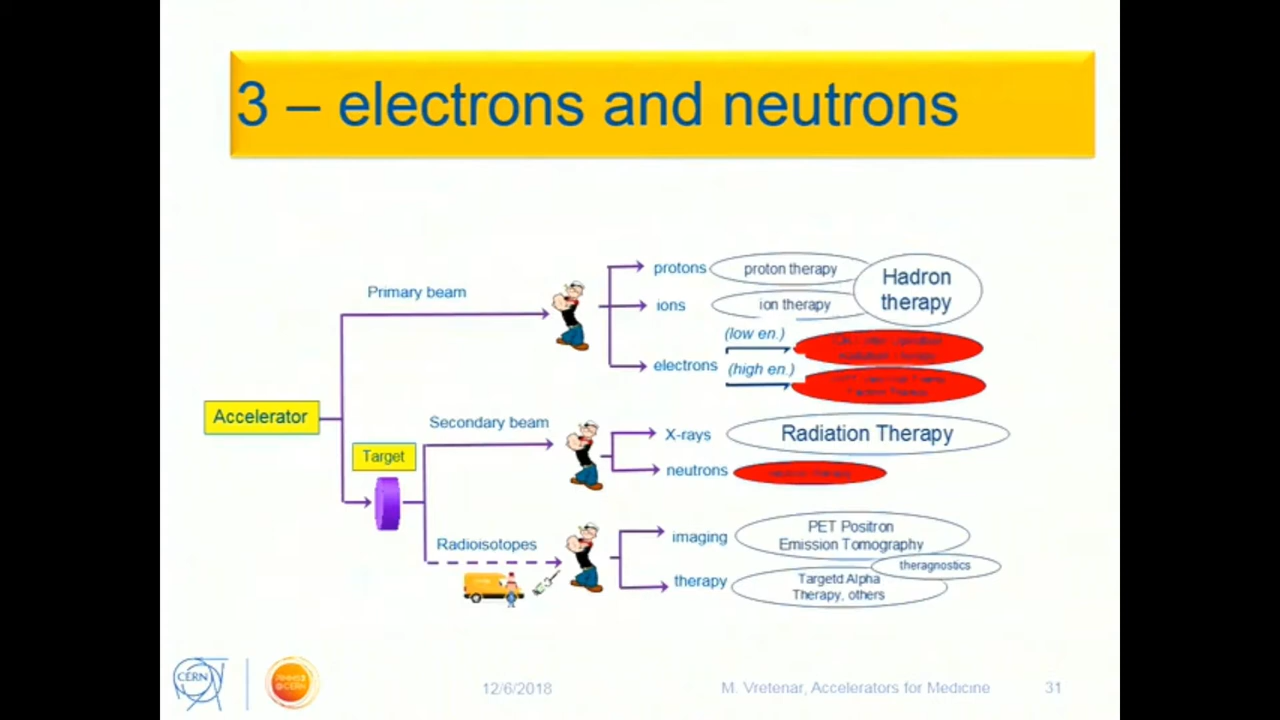 3 – electrons and neutrons
Primary beam
protons
proton therapy
Hadron
therapy
ions
ion therapy
(low en.)
electrons
(high en.)
Accelerator
Secondary beam
Target
X-rays
Radiation Therapy
neutrons
Radioisotopes
imaging
PET Positron
Emission Tomography
theragnostics
therapy
Targetd Alpha
Therapy, others
CERN
12/6/2018
M. Vretenar, Accelerators for Medicine
31